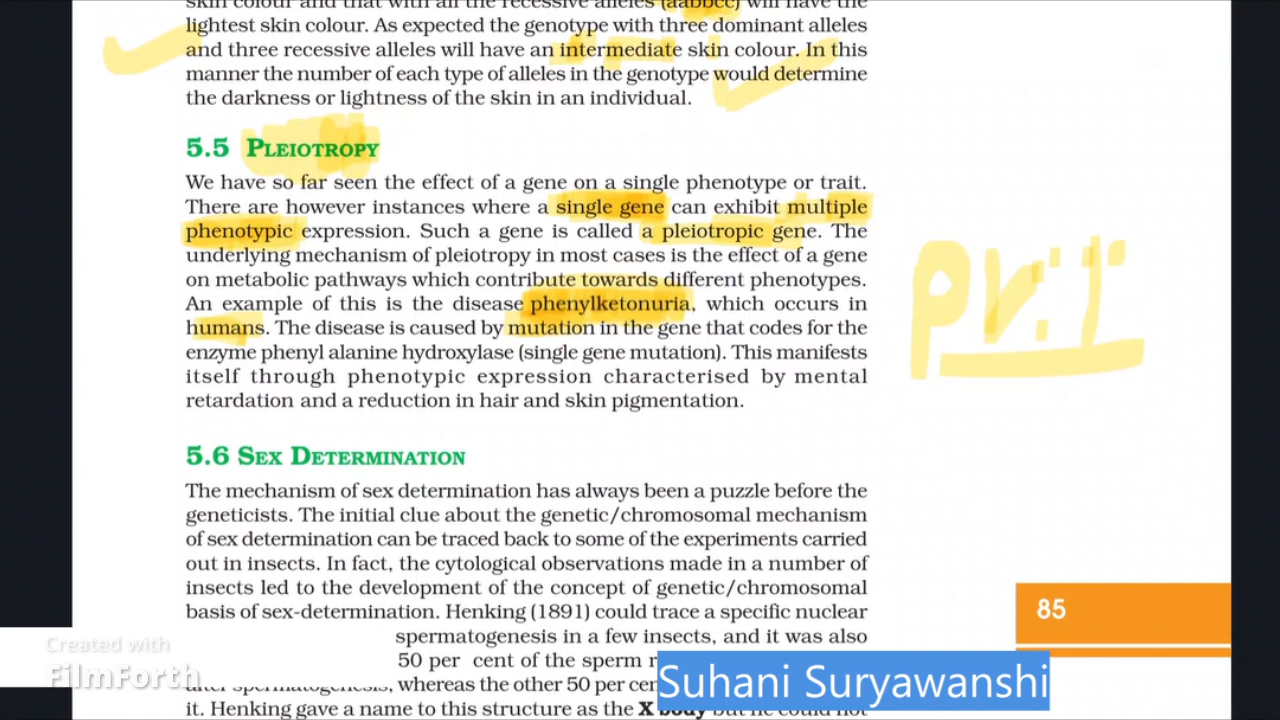 skin colour and that with all the recessive alleles (aabbcc) will have the
lightest skin colour. As expected the genotype with three dominant alleles
and three recessive alleles will have an intermediate skin colour. In this
manner the number of each type of alleles in the genotype would determine
the darkness or lightness of the skin in an individual.
5.5 PLEIOTROPY
We have so far seen the effect of a gene on a single phenotype or trait.
There are however instances where a single gene can exhibit multiple
phenotypic expression. Such a gene is called a pleiotropic gene. The
underlying mechanism of pleiotropy in most cases is the effect of a gene
on metabolic pathways which contribute towards different phenotypes.
An example of this is the disease phenylketonuria, which occurs in
humans. The disease is caused by mutation in the gene that codes for the
enzyme phenyl alanine hydroxylase (single gene mutation). This manifests
itself through phenotypic expression characterised by mental
retardation and a reduction in hair and skin pigmentation.
5.6 SEX DETERMINATION
The mechanism of sex determination has always been a puzzle before the
geneticists. The initial clue about the genetic/chromosomal mechanism
of sex determination can be traced back to some of the experiments carried
out in insects. In fact, the cytological observations made in a number of
insects led to the development of the concept of genetic/chromosomal
basis of sex-determination. Henking (1891) could trace a specific nuclear
spermatogenesis in a few insects, and it was also
50 per cent of the sperm
after spermatogenesis, whereas the other 50 per
it. Henking gave a name to this structure as the X body but he could not
85
Created with
FilmForth
Suhani Suryawanshi